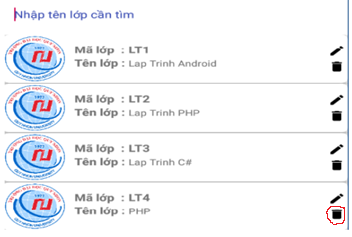 Nhập tên lớp cần tìm
Mã lớp : LT1
Tên lớp : Lap Trinh Android
Mã lớp : LT2
Tên lớp : Lap Trinh PHP
Mã lớp : LT3
Tên lớp : Lap Trinh C#
Mã lớp : LT4
Tên lớp : PHP